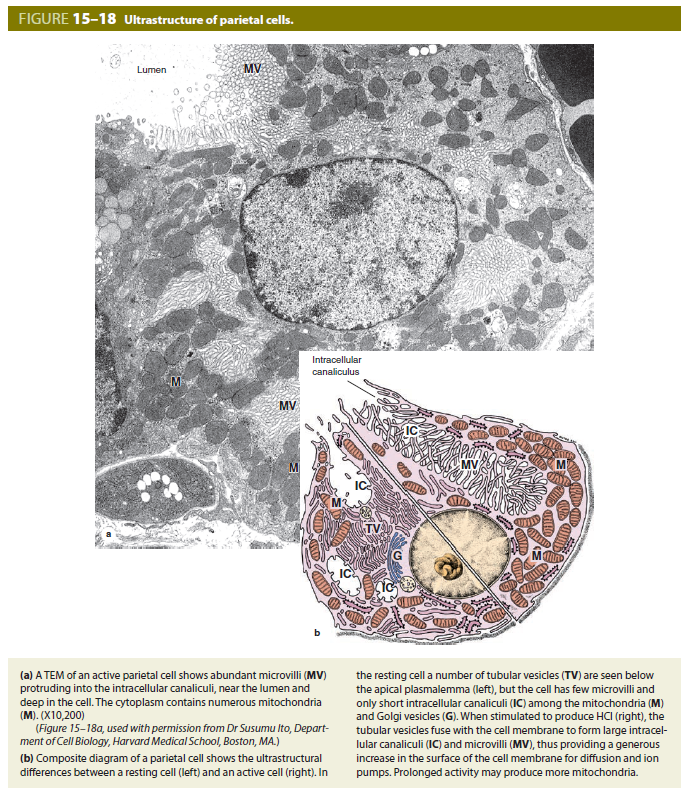 FIGURE 15–18 Ultrastructure of parietal cells.
Lumen
MV
M
MV
M
a
Intracellular
canaliculus
IC
MV
M
IC
M
TV
G
M
IC
IC
b
(a) A TEM of an active parietal cell shows abundant microvilli (MV)
protruding into the intracellular canaliculi, near the lumen and
deep in the cell. The cytoplasm contains numerous mitochondria
(M). (X10,200)
(Figure 15–18a, used with permission from Dr Susumu Ito, Depart-
ment of Cell Biology, Harvard Medical School, Boston, MA.)
(b) Composite diagram of a parietal cell shows the ultrastructural
differences between a resting cell (left) and an active cell (right). In
the resting cell a number of tubular vesicles (TV) are seen below
the apical plasmalemma (left), but the cell has few microvilli and
only short intracellular canaliculi (IC) among the mitochondria (M)
and Golgi vesicles (G). When stimulated to produce HCl (right), the
tubular vesicles fuse with the cell membrane to form large intracel-
lular canaliculi (IC) and microvilli (MV), thus providing a generous
increase in the surface of the cell membrane for diffusion and ion
pumps. Prolonged activity may produce more mitochondria.